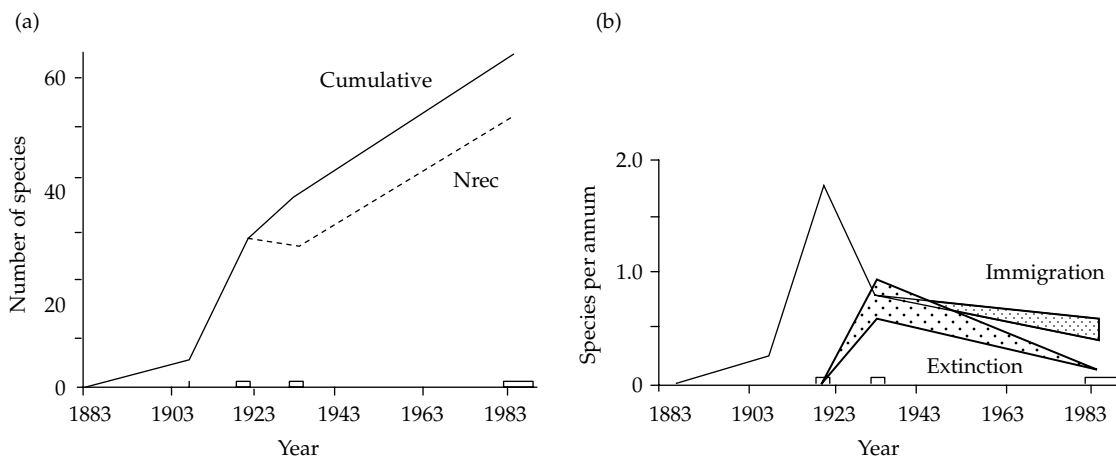 (a)
60
40
20
0
Number of species
Cumulative
Nrec
1883 1903 1923 1943 1963 1983
Year
(b)
2.0
1.0
0
Species per annum
Immigration
Extinction
1883 1903 1923 1943 1963 1983
Year